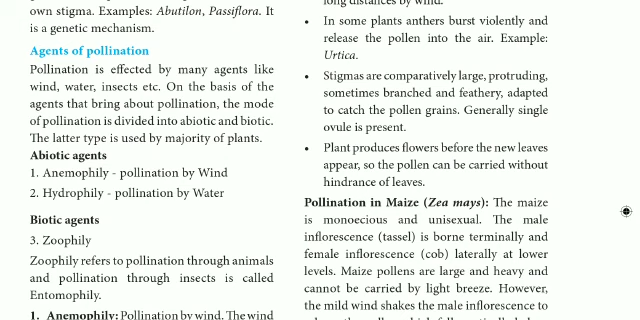 own stigma. Examples: Abutilon, Passiflora. It
is a genetic mechanism.
Agents of pollination
Pollination is effected by many agents like
wind, water, insects etc. On the basis of the
agents that bring about pollination, the mode
of pollination is divided into abiotic and biotic.
The latter type is used by majority of plants.
Abiotic agents
1. Anemophily - pollination by Wind
2. Hydrophily - pollination by Water
Biotic agents
3. Zoophily
Zoophily refers to pollination through animals
and pollination through insects is called
Entomophily.
1. Anemophily: Pollination by wind. The wind
long distances by wind.
• In some plants anthers burst violently and
release the pollen into the air. Example:
Urtica.
• Stigmas are comparatively large, protruding,
sometimes branched and feathery, adapted
to catch the pollen grains. Generally single
ovule is present.
• Plant produces flowers before the new leaves
appear, so the pollen can be carried without
hindrance of leaves.
Pollination in Maize (Zea mays): The maize
is monoecious and unisexual. The male
inflorescence (tassel) is borne terminally and
female inflorescence (cob) laterally at lower
levels. Maize pollens are large and heavy and
cannot be carried by light breeze. However,
the mild wind shakes the male inflorescence to